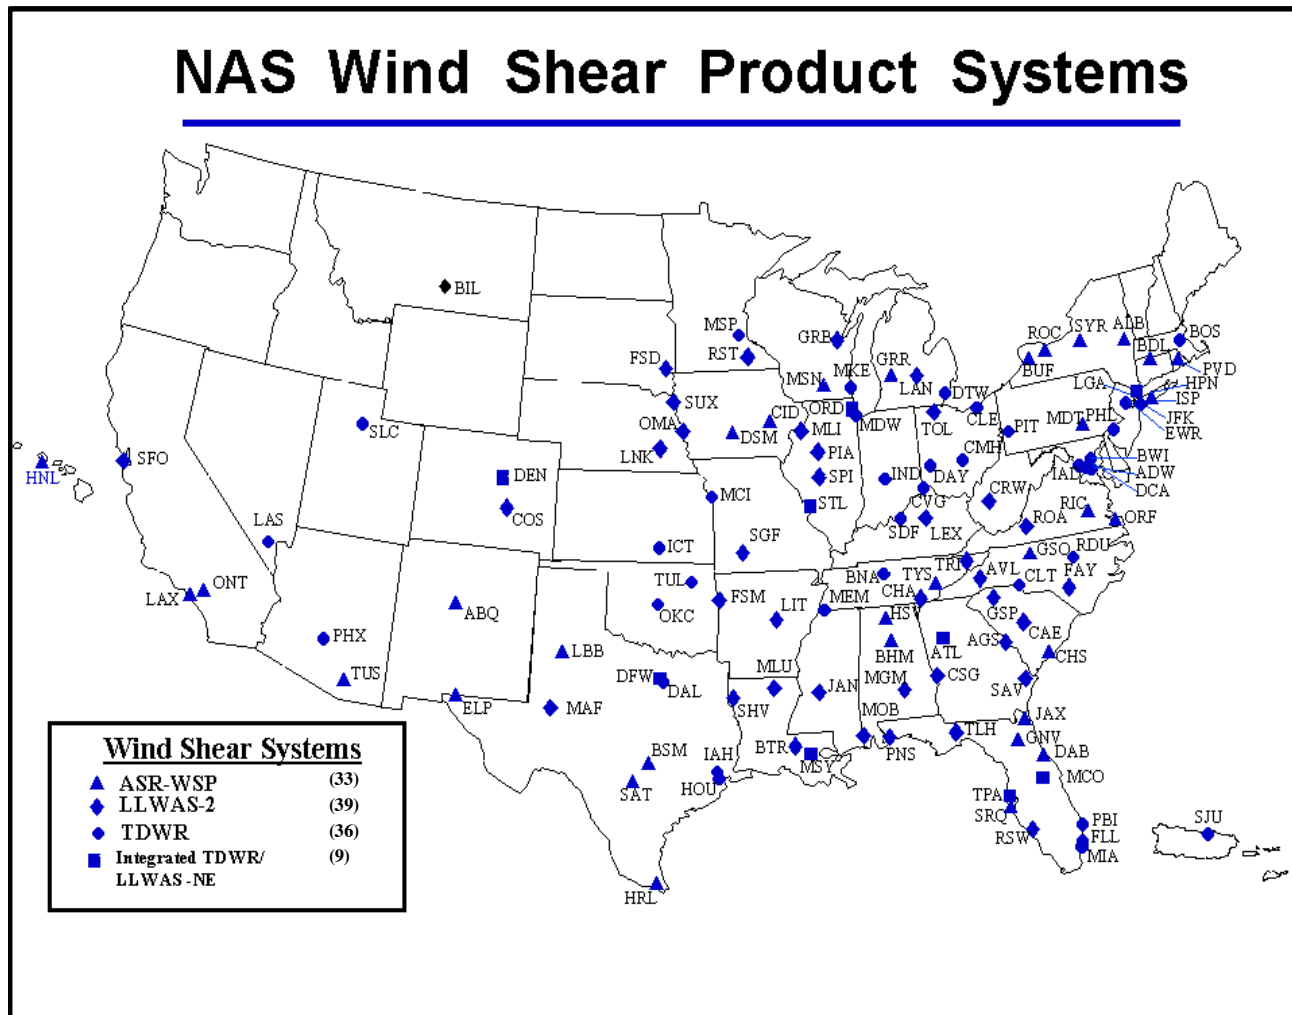 NAS Wind Shear Product Systems
BIL
MSP
RST
GRB
FSD
SUX
OMA
LNK
MSN
MKE
GRR
LAN
DTW
ORD
MDW
CID
DSM
MLI
PIA
SPI
STL
TOL
CLE
PIT
CMH
DAY
IND
CVG
SDF
LEX
CRW
ROC
SYR
ALB
BUF
BDL
BOS
PVD
LGA
HPN
ISP
JFK
EWR
MDT
PHL
BWI
ADW
DCA
IAD
RIC
ORF
ROA
SLC
SFO
HNL
DEN
COS
LAS
MCI
ICT
SGF
TUL
OKC
FSM
LIT
BNA
MEM
TYS
TRI
CHA
AVL
GSO
RDU
CLT
FAY
GSP
CAE
AGS
CHS
SAV
HSV
BHM
ATL
CSG
MGM
ONT
LAX
PHX
TUS
ABQ
ELP
LBB
MAF
DFW
DAL
MLU
SHV
JAN
MOB
BTR
MSY
PNS
TLH
JAX
GNV
DAB
MCO
TPA
SRQ
RSW
PBI
FLL
MIA
SJU
BSM
SAT
IAH
HOU
HRL
Wind Shear Systems
ASR-WSP (33)
LLWAS-2 (39)
TDWR (36)
Integrated TDWR/ (9)
LLWAS-NE